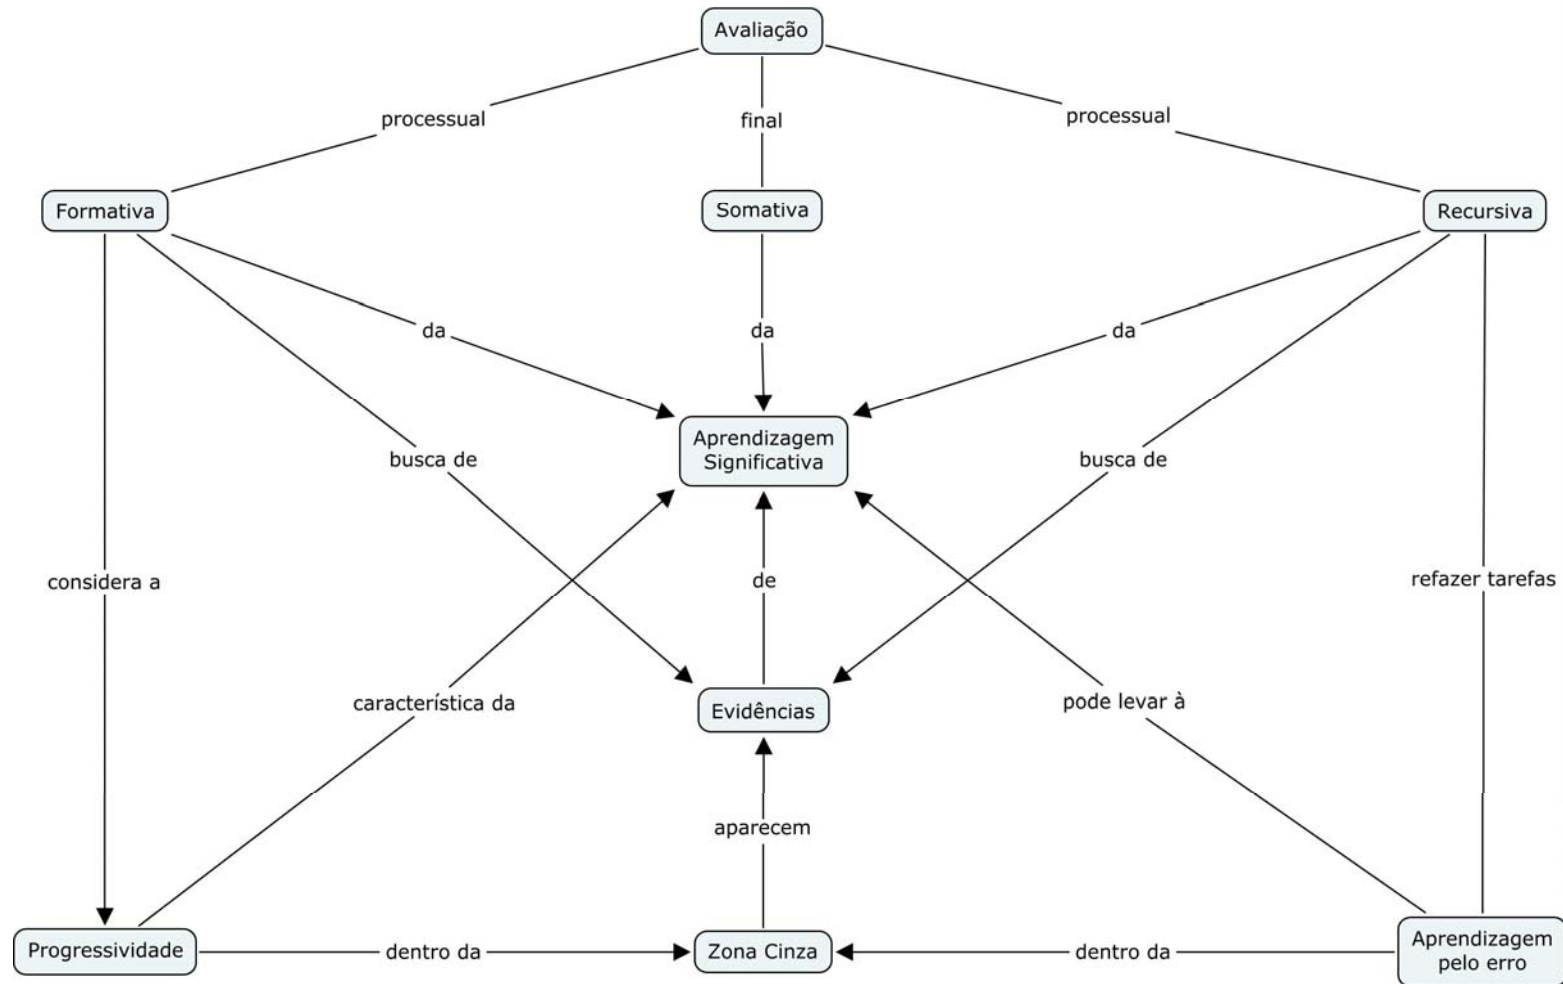 Avaliação
processual
final
processual
Formativa
Somativa
Recursiva
da
da
da
Aprendizagem
Significativa
busca de
busca de
considera a
de
refazer tarefas
característica da
Evidências
pode levar à
aparecem
Progressividade
dentro da
Zona Cinza
dentro da
Aprendizagem
pelo erro